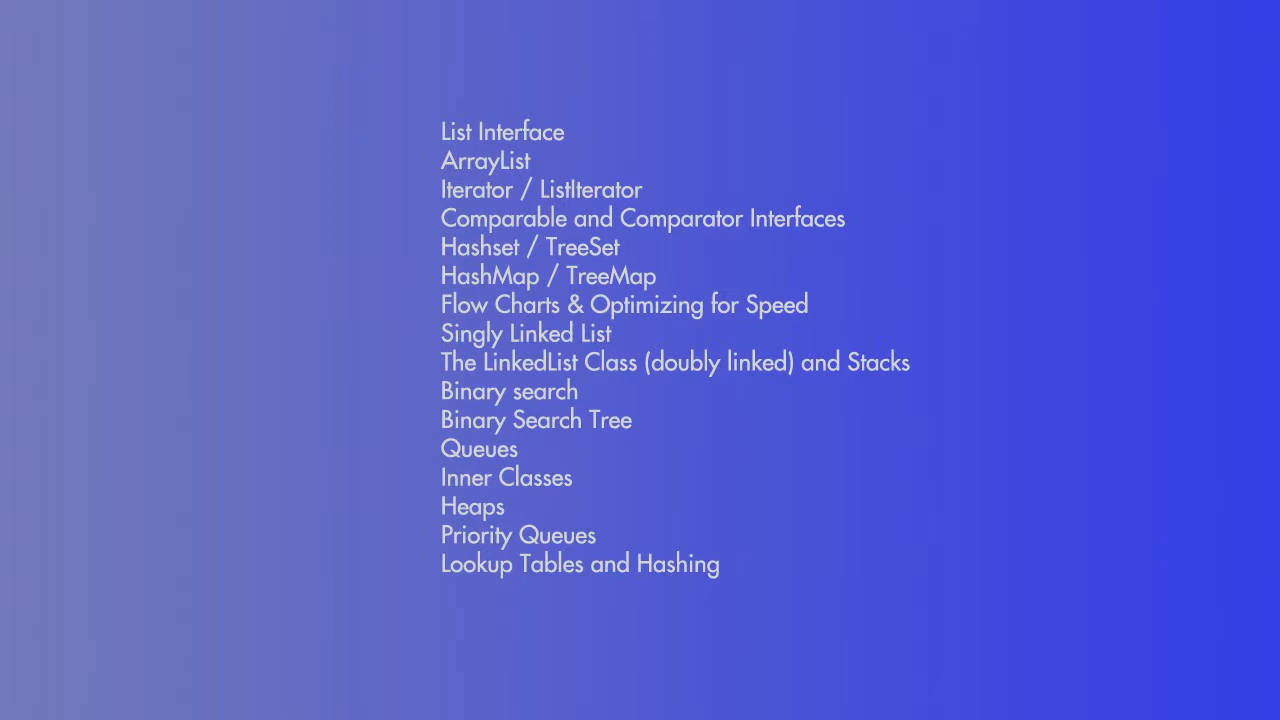 List Interface
ArrayList
Iterator / ListIterator
Comparable and Comparator Interfaces
Hashset / TreeSet
HashMap / TreeMap
Flow Charts & Optimizing for Speed
Singly Linked List
The LinkedList Class (doubly linked) and Stacks
Binary search
Binary Search Tree
Queues
Inner Classes
Heaps
Priority Queues
Lookup Tables and Hashing